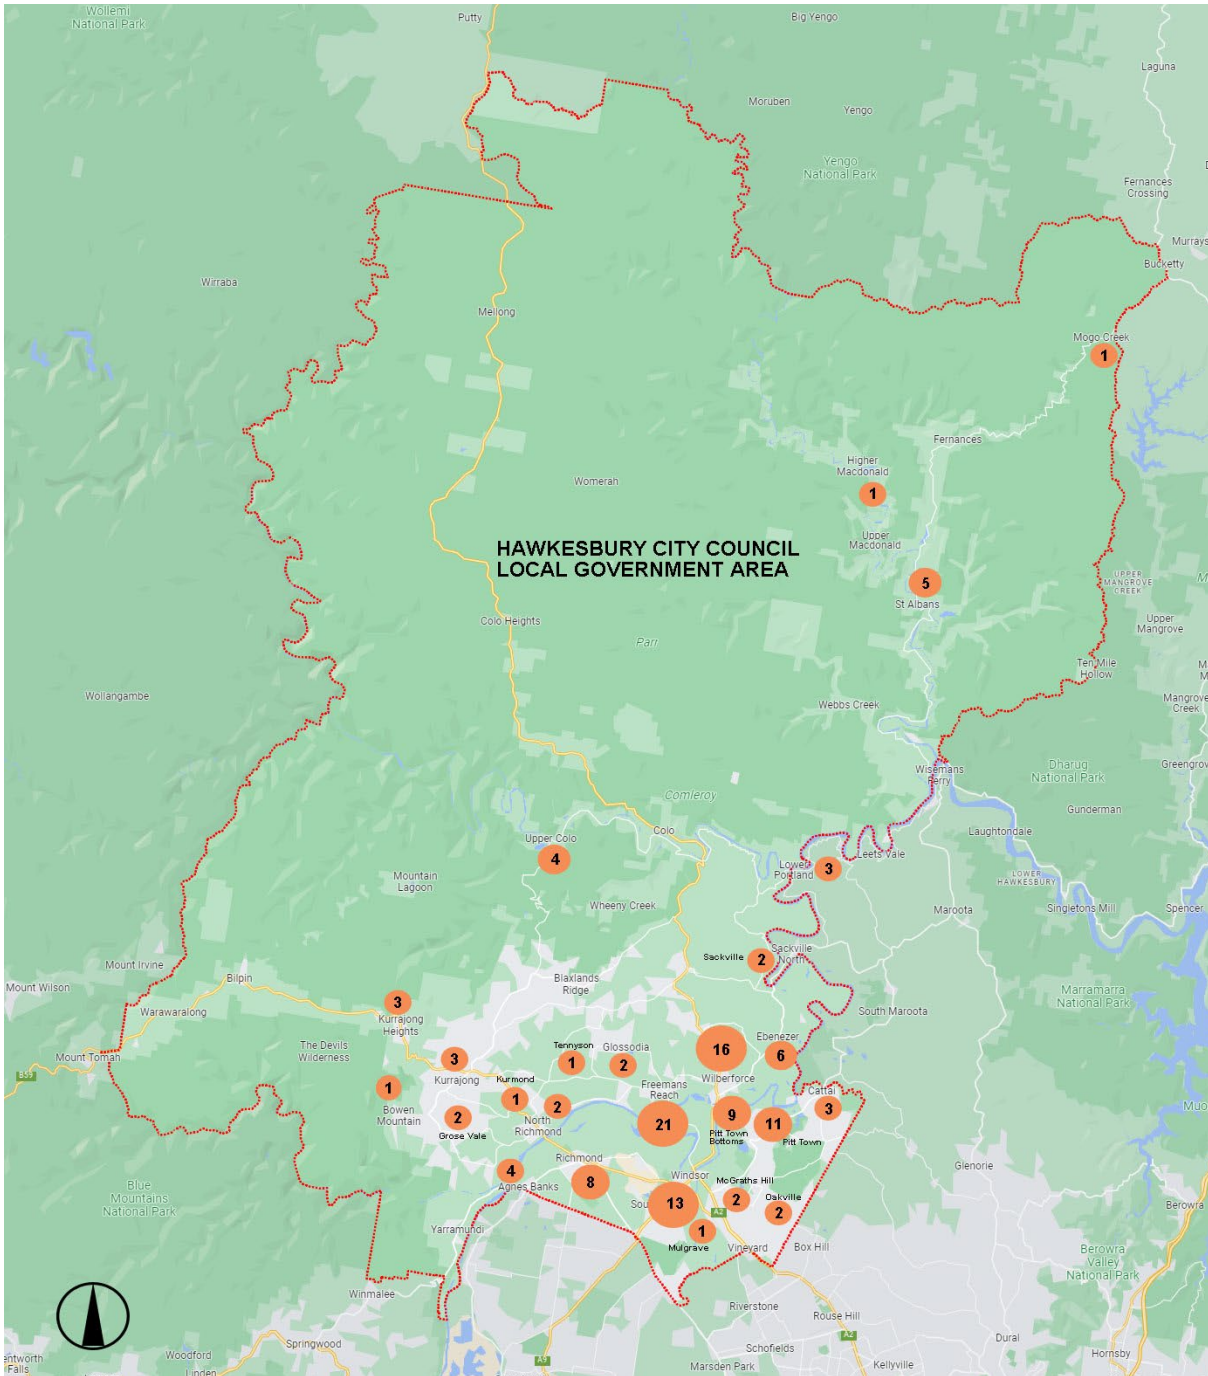 Wollemi
National Park
Putty
Big Yengo
Laguna
Moruben
Yengo
Yengo
National Park
Fernances
Crossing
Murrays
Bucketty
Wirraba
Mellong
Mogo Creek
1
Fernances
Higher
Macdonald
1
Womerah
Upper
Macdonald
HAWKESBURY CITY COUNCIL
LOCAL GOVERNMENT AREA
5
St Albans
UPPER
MANGROVE
CREEK
Upper
Mangrove
Colo Heights
Parr
Ten Mile
Hollow
Wollangambe
Webbs Creek
Mangrove
Creek
Wisemans
Ferry
Dharug
National Park
Greengrov
Comleroy
Gunderman
Colo
Laughtondale
Upper Colo
4
Leets Vale
Lower
Portland
3
Mountain
Lagoon
LOWER
HAWKESBURY
Wheeny Creek
Maroota
Singletons Mill
Spencer
Sackville
2
Sackville
North
Mount Irvine
Bilpin
Blaxlands
Ridge
Mount Wilson
Marramarra
National Park
3
Kurrajong
Heights
Warawaralong
South Maroota
The Devils
Wilderness
Mount Tomah
B59
3
Kurrajong
Tennyson
1
Glossodia
2
16
Wilberforce
Ebenezer
6
1
Bowen
Mountain
Kurmond
1
2
North
Richmond
Freemans
Reach
21
9
Pitt Town
Bottoms
11
Pitt Town
Cattai
3
2
Grose Vale
Richmond
8
4
Agnes Banks
Windsor
McGraths Hill
2
Oakville
2
Glenorie
Blue
Mountains
National Park
Sou
13
A2
1
Mulgrave
Vineyard
Box Hill
Berowra
Yarramundi
Berowra
Valley
National Park
Winmalee
Riverstone
Rouse Hill
A2
Springwood
Schofields
Dural
Hornsby
Woodford
A9
Marsden Park
Kellyville
entworth
Falls
Linden